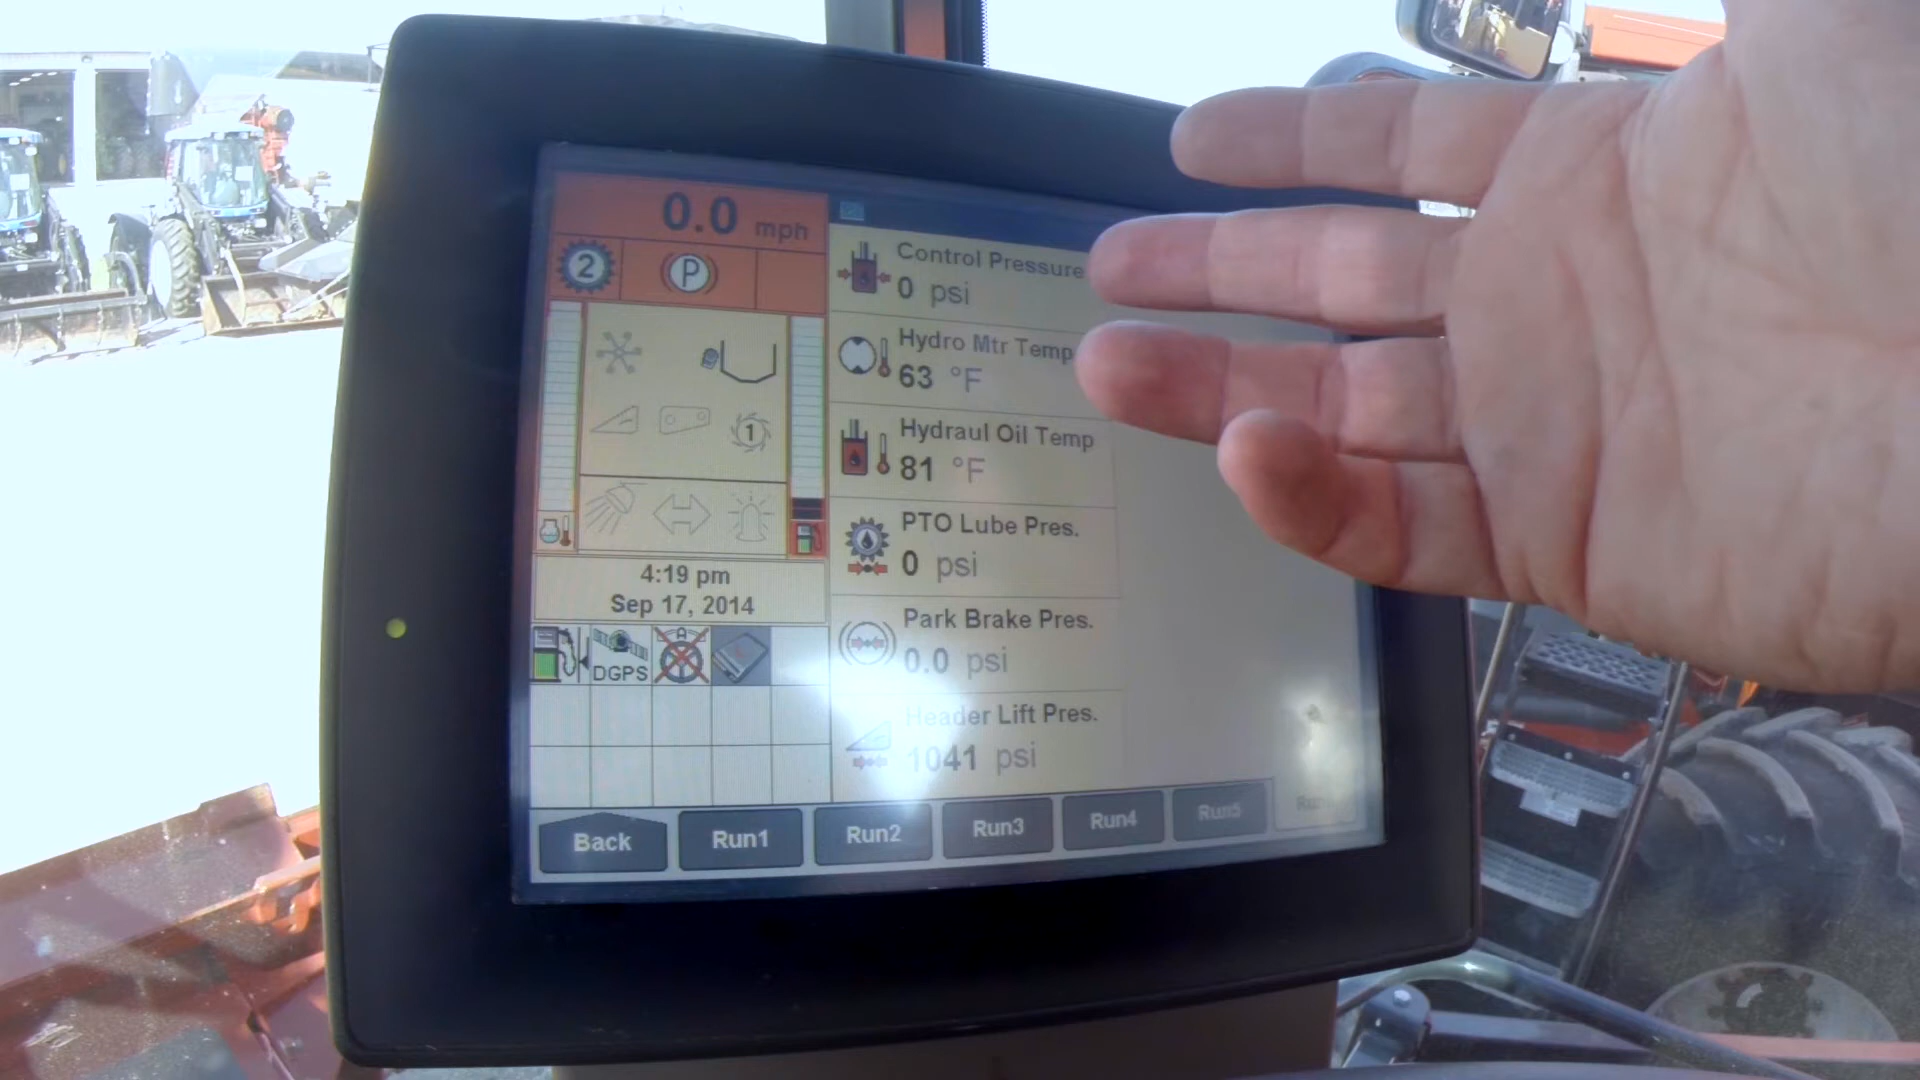 0.0 mph
2
P
Control Pressure
0 psi
Hydro Mtr Temp
63 °F
1
Hydraul Oil Temp
81 °F
PTO Lube Pres.
0 psi
4:19 pm
Sep 17, 2014
Park Brake Pres.
0.0 psi
A
DGPS
Header Lift Pres.
1041 psi
Back
Run1
Run2
Run3
Run4
Run5